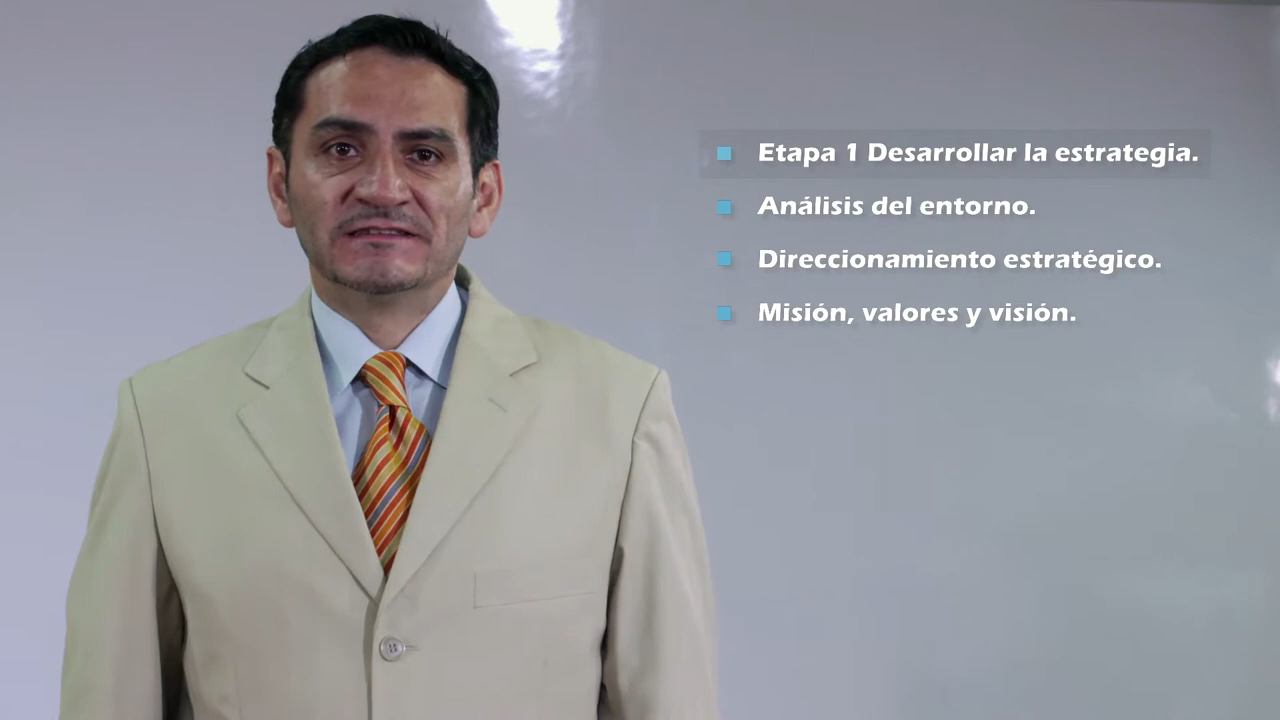 Etapa 1 Desarrollar la estrategia.
Análisis del entorno.
Direccionamiento estratégico.
Misión, valores y visión.